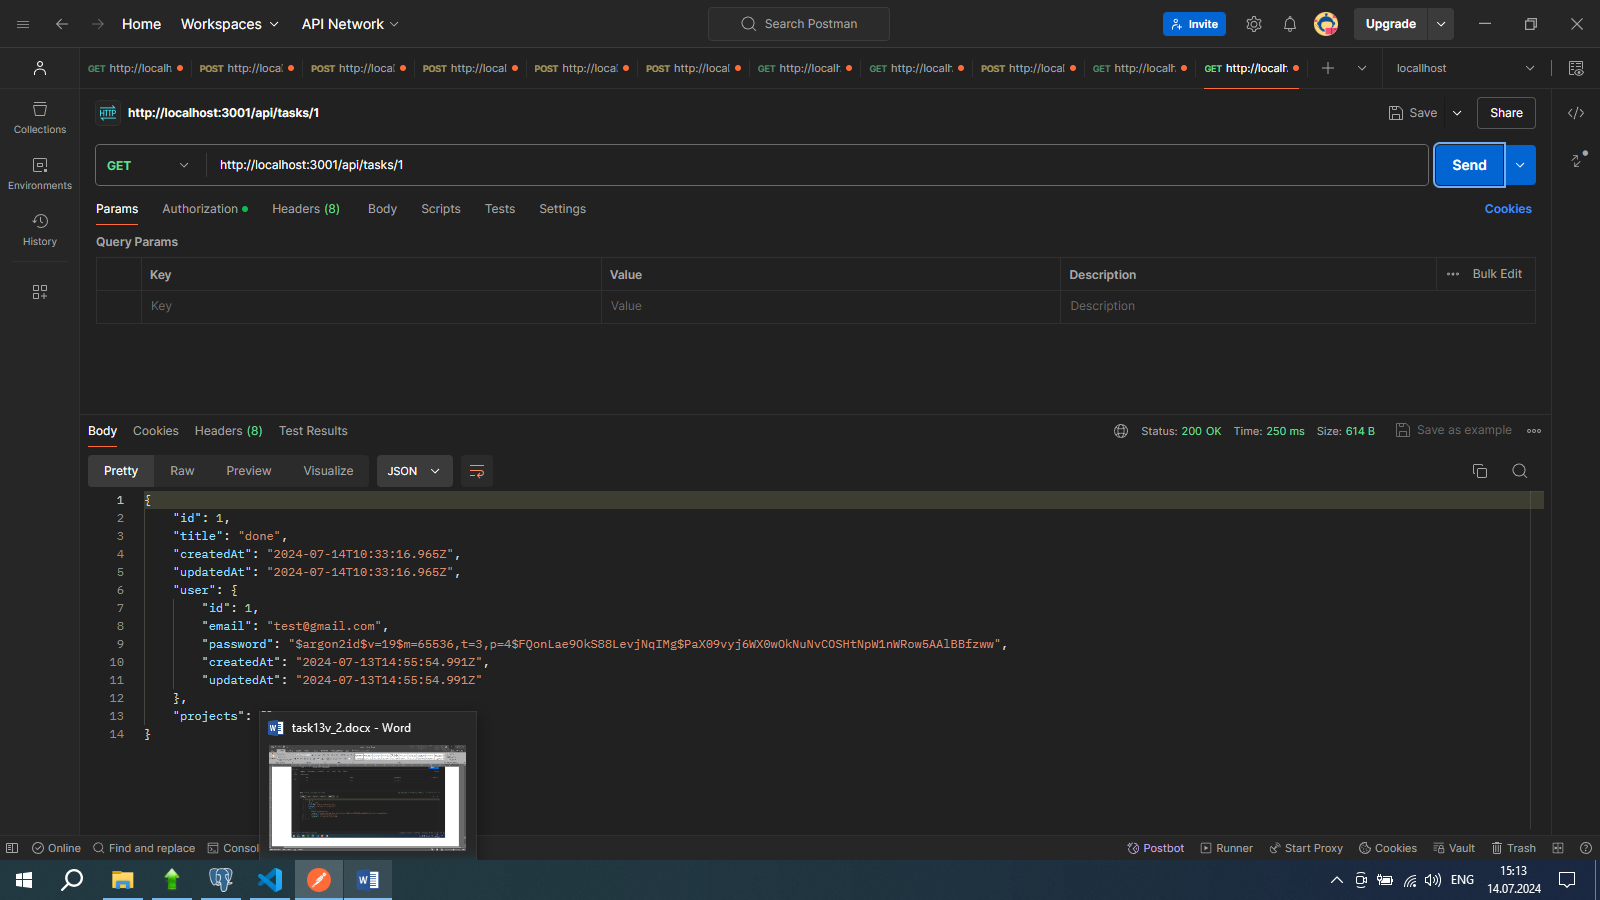 Home Workspaces API Network Search Postman Invite Upgrade
GET http://localh POST http://local POST http://local POST http://local POST http://local POST http://local GET http://localh GET http://localh POST http://local GET http://localh GET http://localh localhost
HTTP http://localhost:3001/api/tasks/1 Save Share
GET http://localhost:3001/api/tasks/1 Send
Params Authorization Headers (8) Body Scripts Tests Settings Cookies
Query Params
Key Value Description Bulk Edit
Key Value Description
Collections
Environments
History
Body Cookies Headers (8) Test Results Status: 200 OK Time: 250 ms Size: 614 B Save as example
Pretty Raw Preview Visualize JSON
1 {
2 "id": 1,
3 "title": "done",
4 "createdAt": "2024-07-14T10:33:16.965Z",
5 "updatedAt": "2024-07-14T10:33:16.965Z",
6 "user": {
7 "id": 1,
8 "email": "test@gmail.com",
9 "password": "$argon2id$v=19$m=65536,t=3,p=4$FQonLae9OkS88LevjNqIMg$PaX09vyj6WX0wOkNuNvCOSHtNpW1nWRow5AAlBBfzww",
10 "createdAt": "2024-07-13T14:55:54.991Z",
11 "updatedAt": "2024-07-13T14:55:54.991Z"
12 },
13 "projects": []
14 }
task13v_2.docx - Word
Online Find and replace Consol Postbot Runner Start Proxy Cookies Vault Trash
ENG 15:13
14.07.2024